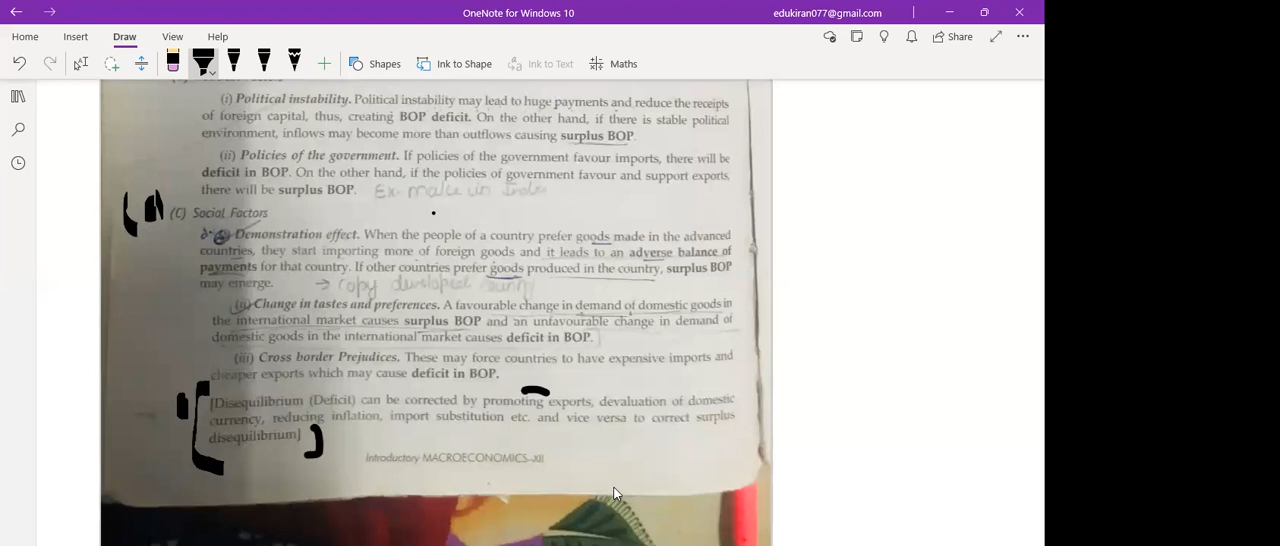 OneNote for Windows 10
edukiran077@gmail.com
Home Insert Draw View Help
Share
Shapes Ink to Shape Ink to Text Maths
(i) Political instability. Political instability may lead to huge payments and reduce the receipts
of foreign capital, thus, creating BOP deficit. On the other hand, if there is stable political
environment, inflows may become more than outflows causing surplus BOP.
(ii) Policies of the government. If policies of the government favour imports, there will be
deficit in BOP. On the other hand, if the policies of government favour and support exports,
there will be surplus BOP. Ex. make in
(C) Social Factors
Demonstration effect. When the people of a country prefer goods made in the advanced
countries, they start importing more of foreign goods and it leads to an adverse balance of
payments for that country. If other countries prefer goods produced in the country, surplus BOP
may emerge. → copy developed
(ii) Change in tastes and preferences. A favourable change in demand of domestic goods in
the international market causes surplus BOP and an unfavourable change in demand of
domestic goods in the international market causes deficit in BOP.
(iii) Cross border Prejudices. These may force countries to have expensive imports and
cheaper exports which may cause deficit in BOP.
[Disequilibrium (Deficit) can be corrected by promoting exports, devaluation of domestic
currency, reducing inflation, import substitution etc. and vice versa to correct surplus
disequilibrium]
Introductory MACROECONOMICS-XII